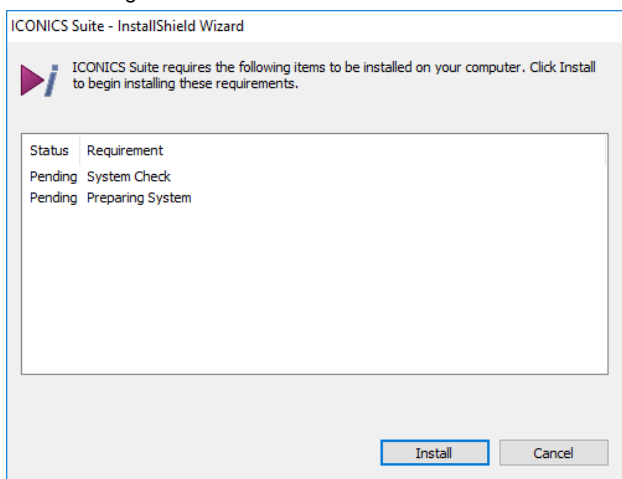 ICONICS Suite - InstallShield Wizard
ICONICS Suite requires the following items to be installed on your computer. Click Install
to begin installing these requirements.
Status Requirement
Pending System Check
Pending Preparing System
Install Cancel